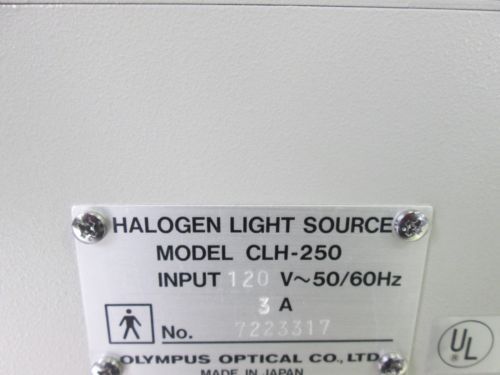 HALOGEN LIGHT SOURCE
MODEL CLH-250
INPUT 120 V~50/60Hz
3 A
No. 7223317
OLYMPUS OPTICAL CO., LTD.
MADE IN JAPAN
UL